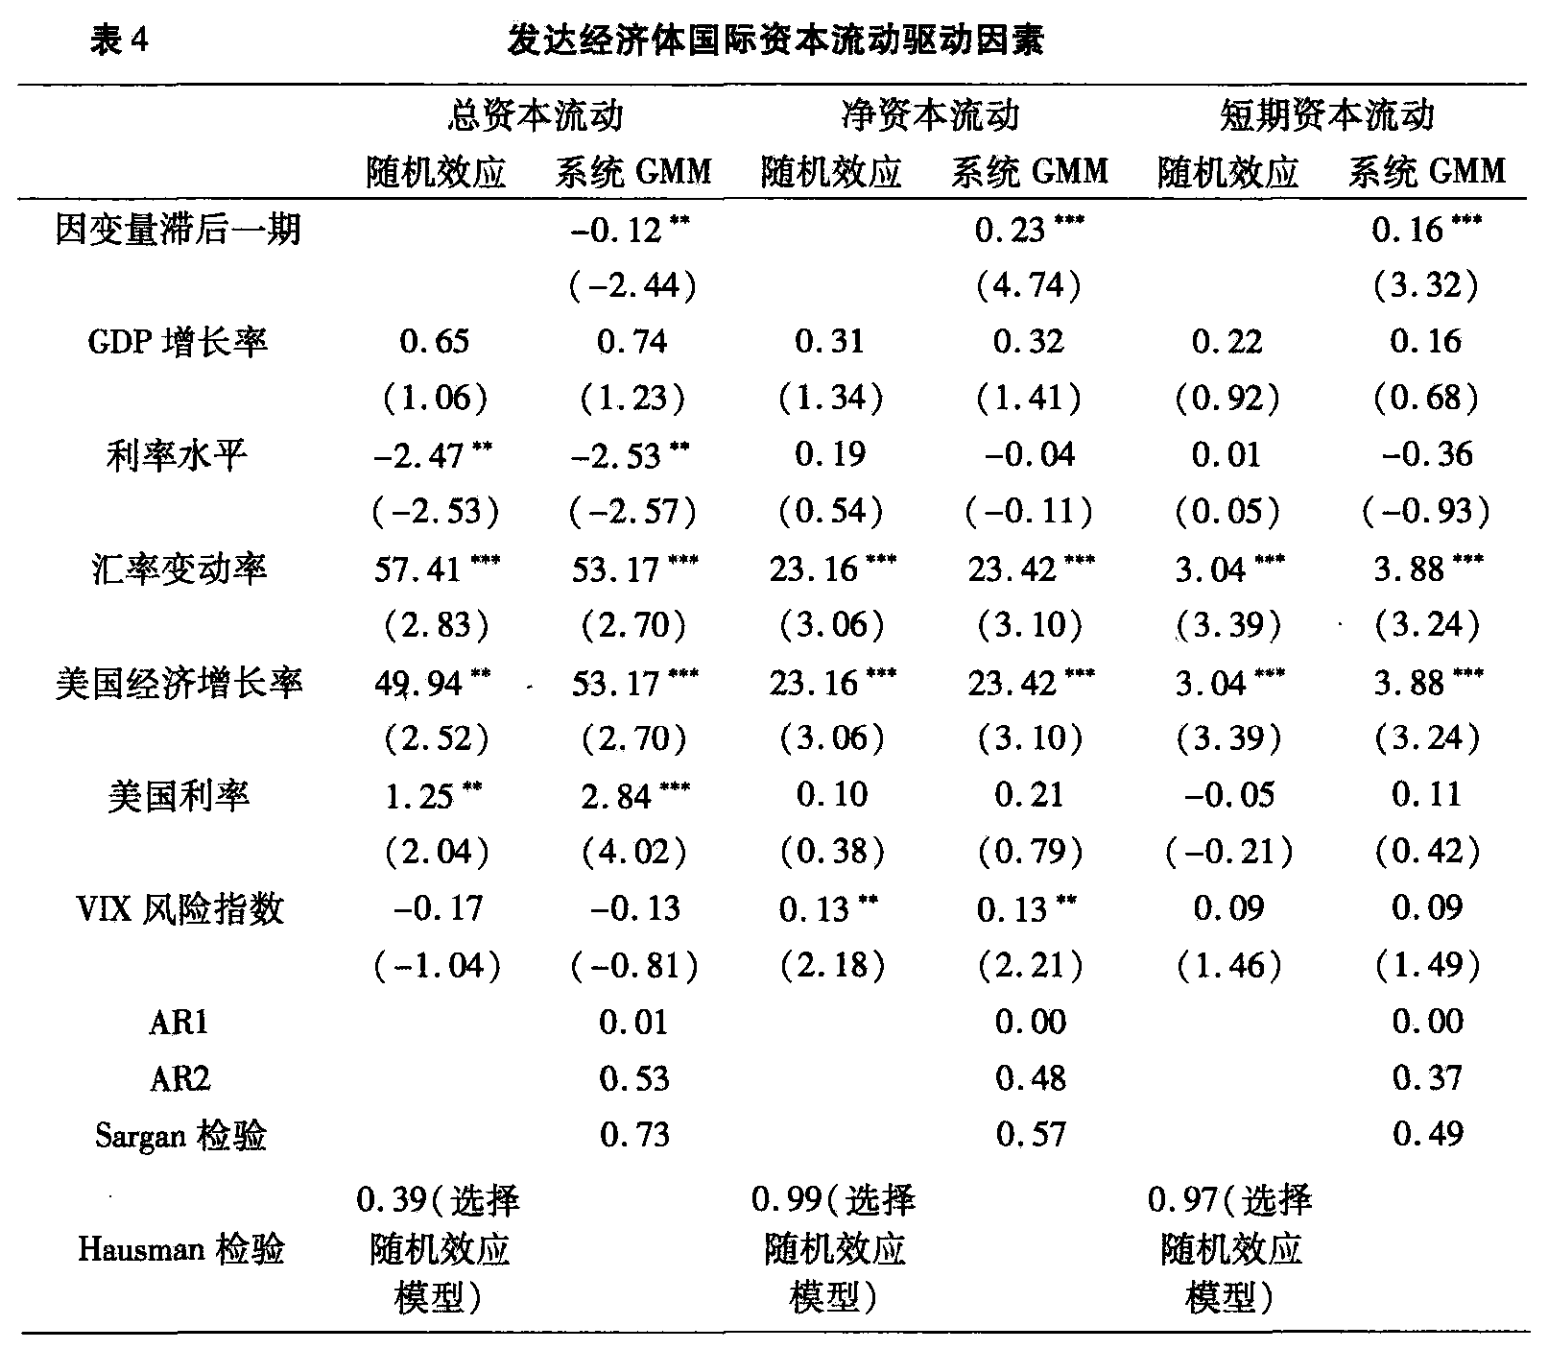 表4 发达经济体国际资本流动驱动因素
总资本流动 净资本流动 短期资本流动
随机效应 系统 GMM 随机效应 系统 GMM 随机效应 系统 GMM
因变量滞后一期 -0.12** 0.23*** 0.16***
(-2.44) (4.74) (3.32)
GDP 增长率 0.65 0.74 0.31 0.32 0.22 0.16
(1.06) (1.23) (1.34) (1.41) (0.92) (0.68)
利率水平 -2.47** -2.53** 0.19 -0.04 0.01 -0.36
(-2.53) (-2.57) (0.54) (-0.11) (0.05) (-0.93)
汇率变动率 57.41*** 53.17*** 23.16*** 23.42*** 3.04*** 3.88***
(2.83) (2.70) (3.06) (3.10) (3.39) (3.24)
美国经济增长率 49.94** 53.17*** 23.16*** 23.42*** 3.04*** 3.88***
(2.52) (2.70) (3.06) (3.10) (3.39) (3.24)
美国利率 1.25** 2.84*** 0.10 0.21 -0.05 0.11
(2.04) (4.02) (0.38) (0.79) (-0.21) (0.42)
VIX 风险指数 -0.17 -0.13 0.13** 0.13** 0.09 0.09
(-1.04) (-0.81) (2.18) (2.21) (1.46) (1.49)
AR1 0.01 0.00 0.00
AR2 0.53 0.48 0.37
Sargan 检验 0.73 0.57 0.49
0.39(选择 0.99(选择 0.97(选择
Hausman 检验 随机效应 随机效应 随机效应
模型) 模型) 模型)